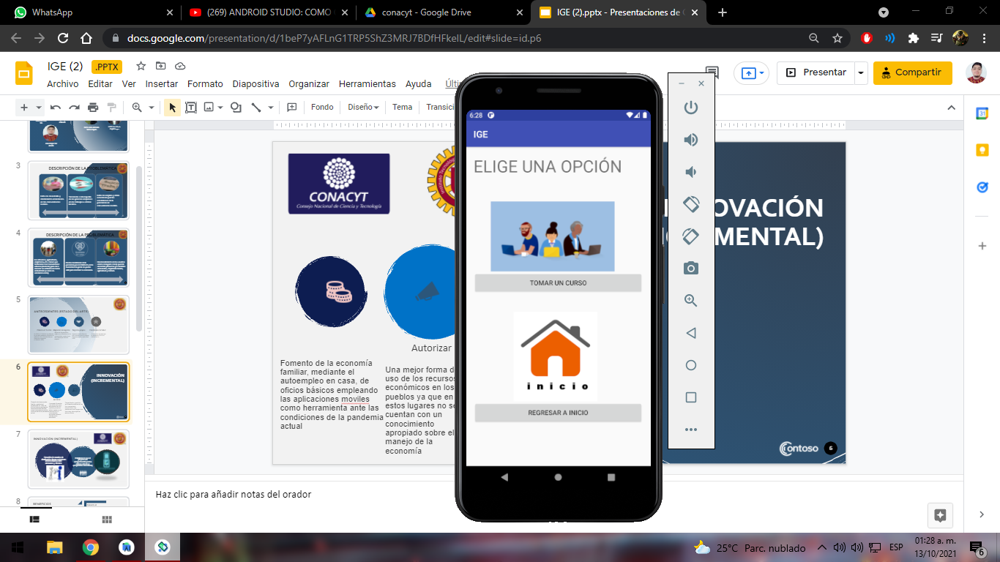 WhatsApp
(269) ANDROID STUDIO: COMO
conacyt - Google Drive
IGE (2).pptx - Presentaciones de
docs.google.com/presentation/d/1beP7yAFLnG1TRP5ShZ3MRJ7BDfHFkelL/edit#slide=id.p6
IGE (2)
.PPTX
Archivo Editar Ver Insertar Formato Diapositiva Organizar Herramientas Ayuda
Presentar
Compartir
Fondo Diseño Tema
3
DESCRIPCIÓN DE LA PROBLEMÁTICA
4
DESCRIPCIÓN DE LA PROBLEMÁTICA
5
ANTECEDENTES (ESTADO DEL ARTE)
6
INNOVACIÓN
(INCREMENTAL)
7
INNOVACIÓN (INCREMENTAL)
8
BENEFICIOS
CONACYT
Consejo Nacional de Ciencia y Tecnología
Autorizar
Fomento de la economía
familiar, mediante el
autoempleo en casa, de
oficios básicos empleando
las aplicaciones moviles
como herramienta ante las
condiciones de la pandemia
actual
Una mejor forma d
uso de los recursos
económicos en los
pueblos ya que en
estos lugares no se
cuentan con un
conocimiento
apropiado sobre el
manejo de la
economía
6:28
IGE
ELIGE UNA OPCIÓN
TOMAR UN CURSO
inicio
REGRESAR A INICIO
OVACIÓN
EMENTAL)
contoso
6
Haz clic para añadir notas del orador
25°C Parc. nublado
ESP
01:28 a. m.
13/10/2021
6